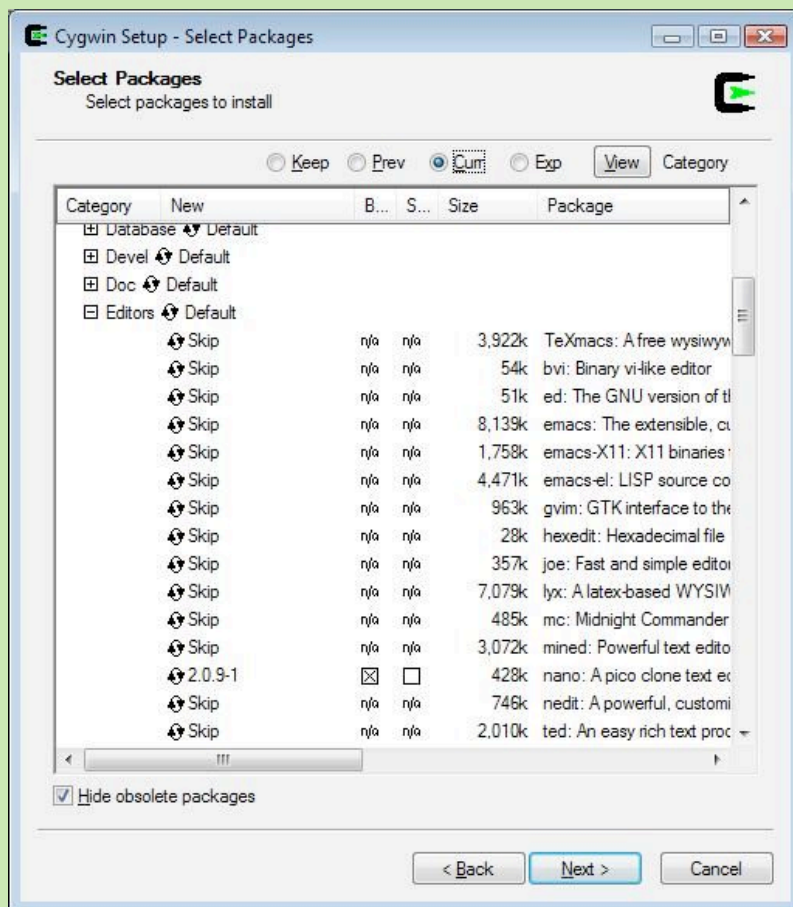 Cygwin Setup - Select Packages
Select Packages
Select packages to install
Keep Prev Curr Exp View Category
Category New B... S... Size Package
Database Default
Devel Default
Doc Default
Editors Default
Skip n/a n/a 3,922k TeXmacs: A free wysiwyw
Skip n/a n/a 54k bvi: Binary vi-like editor
Skip n/a n/a 51k ed: The GNU version of th
Skip n/a n/a 8,139k emacs: The extensible, cu
Skip n/a n/a 1,758k emacs-X11: X11 binaries
Skip n/a n/a 4,471k emacs-el: LISP source co
Skip n/a n/a 963k gvim: GTK interface to the
Skip n/a n/a 28k hexedit: Hexadecimal file
Skip n/a n/a 357k joe: Fast and simple editor
Skip n/a n/a 7,079k lyx: A latex-based WYSIW
Skip n/a n/a 485k mc: Midnight Commander
Skip n/a n/a 3,072k mined: Powerful text edito
2.0.9-1 428k nano: A pico clone text ed
Skip n/a n/a 746k nedit: A powerful, customi
Skip n/a n/a 2,010k ted: An easy rich text proc
Hide obsolete packages
< Back Next > Cancel